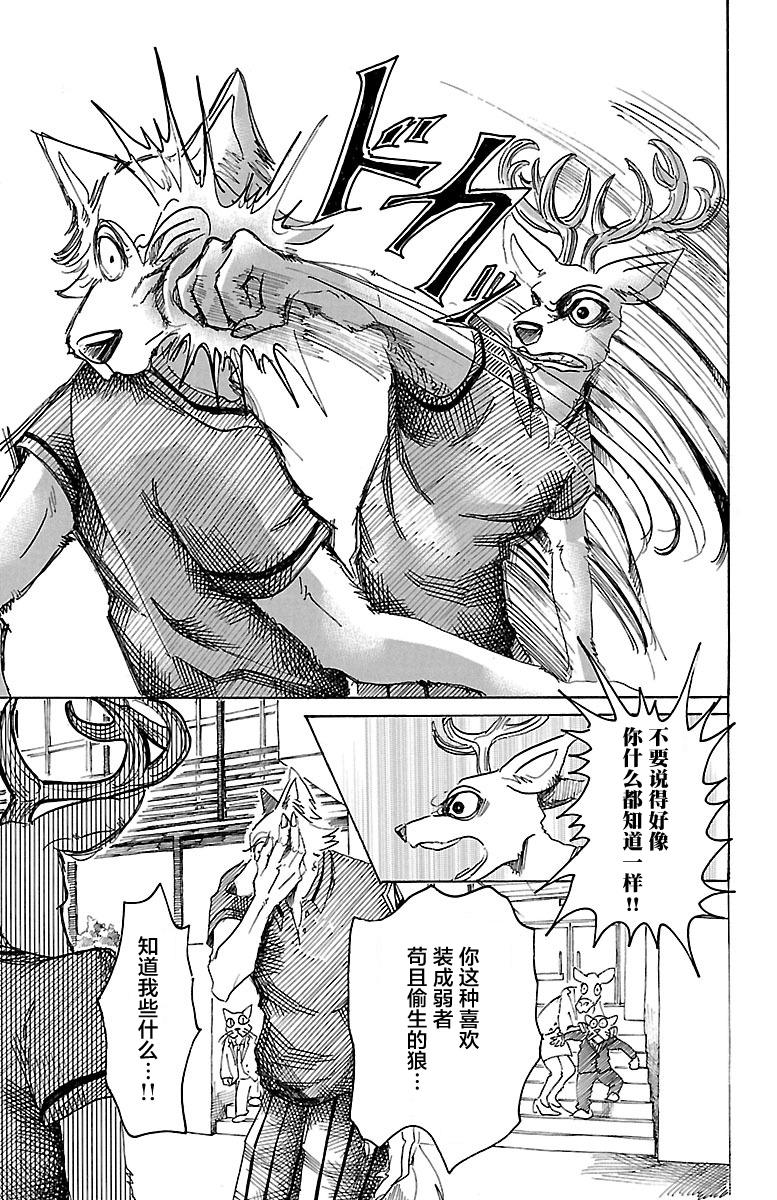 ドカッ
不要说得好像
你什么都知道一样!!
你这种喜欢
装成弱者
苟且偷生的狼…
知道我些
什么…!!